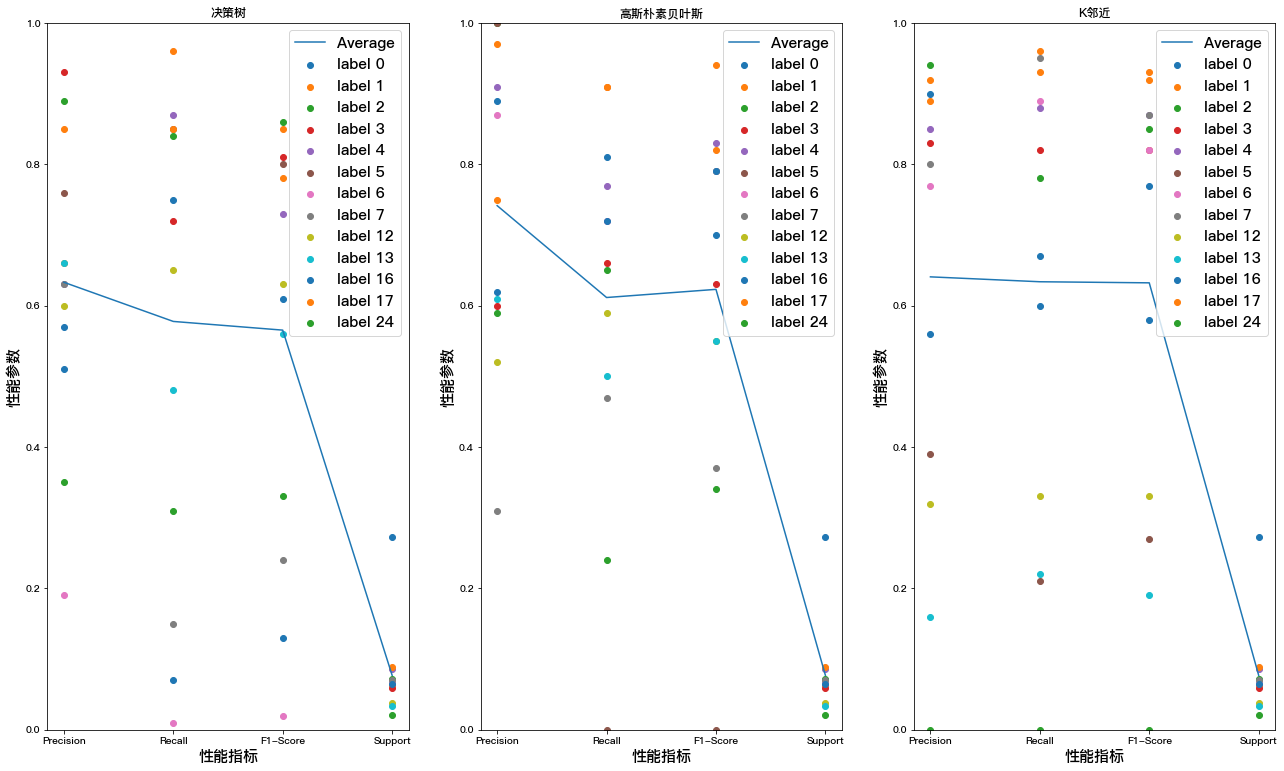 决策树
1.0
0.8
0.6
0.4
0.2
0.0
性能参数
Average
label 0
label 1
label 2
label 3
label 4
label 5
label 6
label 7
label 12
label 13
label 16
label 17
label 24
Precision
Recall
F1-Score
Support
性能指标
高斯朴素贝叶斯
1.0
0.8
0.6
0.4
0.2
0.0
性能参数
Average
label 0
label 1
label 2
label 3
label 4
label 5
label 6
label 7
label 12
label 13
label 16
label 17
label 24
Precision
Recall
F1-Score
Support
性能指标
K邻近
1.0
0.8
0.6
0.4
0.2
0.0
性能参数
Average
label 0
label 1
label 2
label 3
label 4
label 5
label 6
label 7
label 12
label 13
label 16
label 17
label 24
Precision
Recall
F1-Score
Support
性能指标